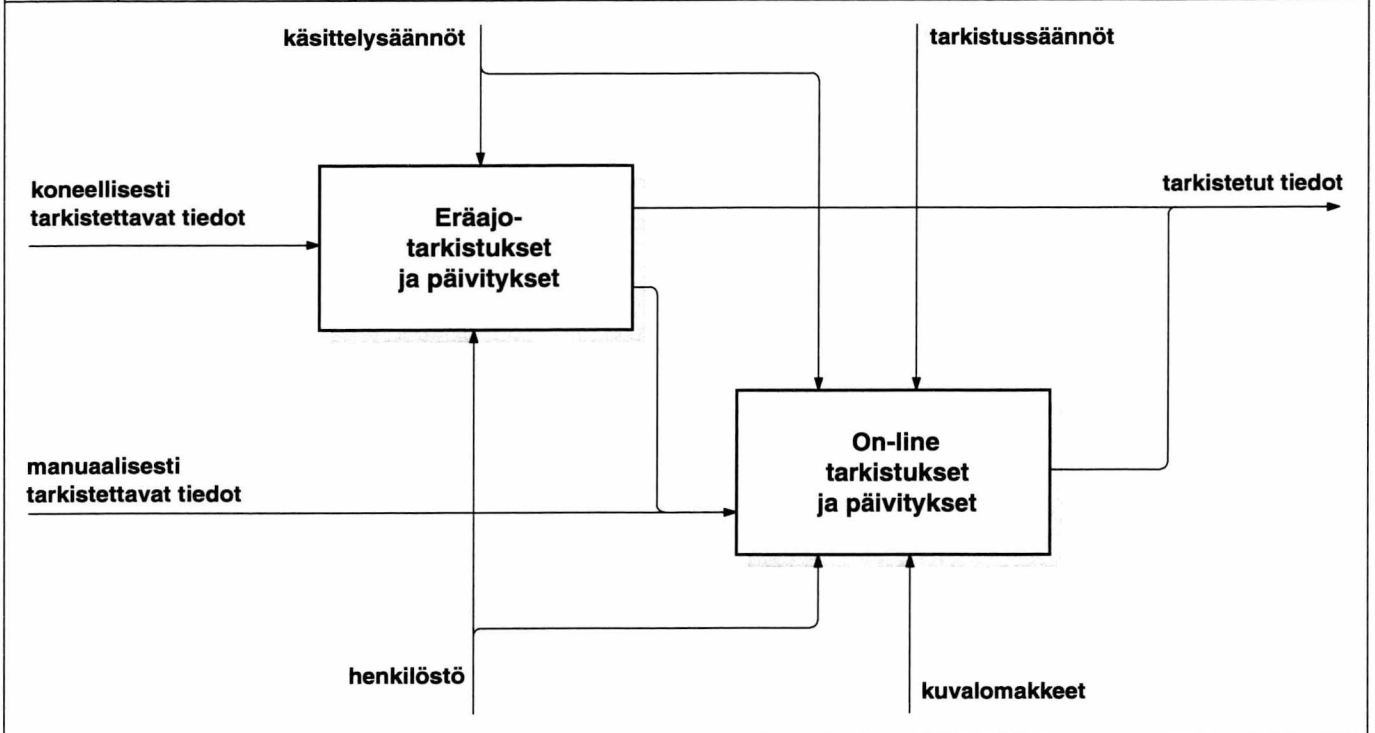 käsittelysäännöt
tarkistussäännöt
koneellisesti
tarkistettavat tiedot
tarkistetut tiedot
Eräajo-
tarkistukset
ja päivitykset
On-line
tarkistukset
ja päivitykset
manuaalisesti
tarkistettavat tiedot
henkilöstö
kuvalomakkeet